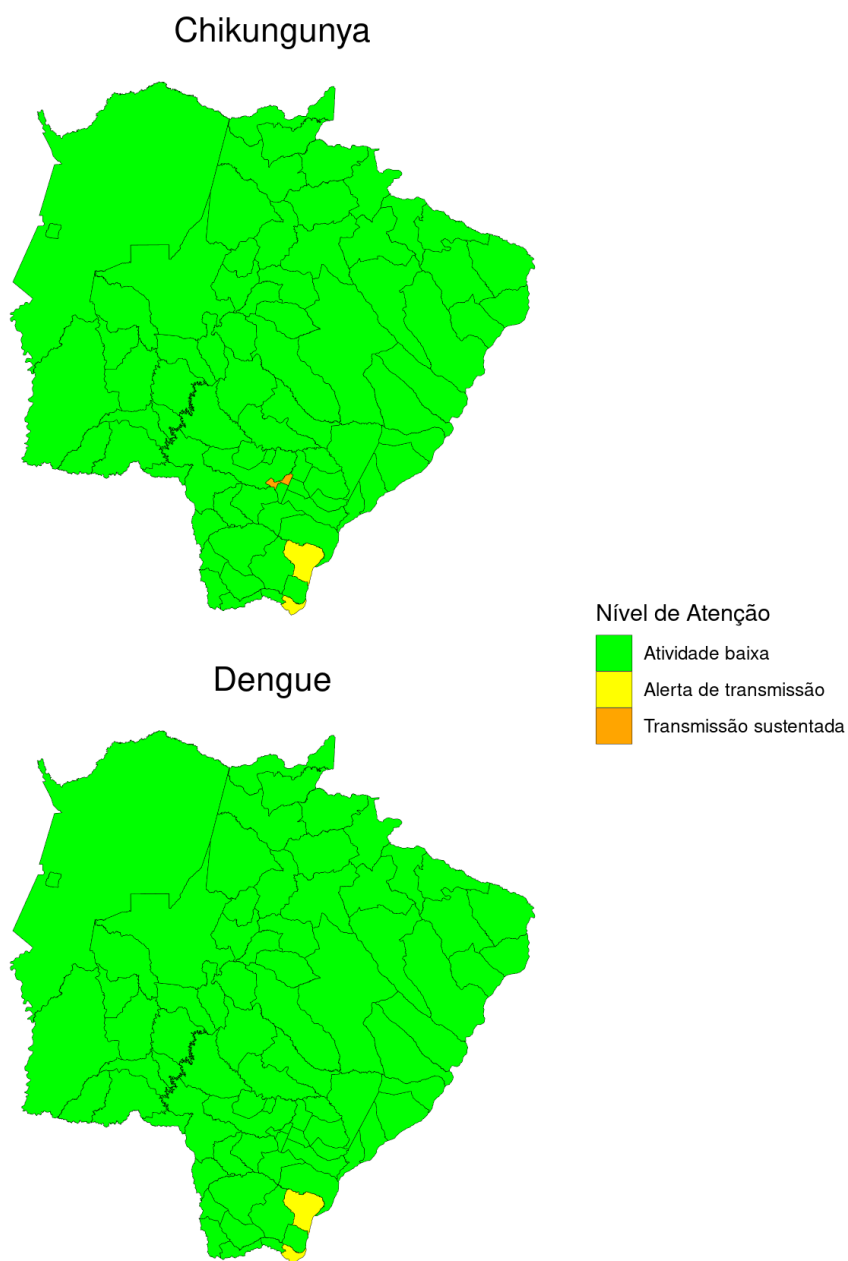 Chikungunya
Nível de Atenção
Atividade baixa
Alerta de transmissão
Transmissão sustentada
Dengue